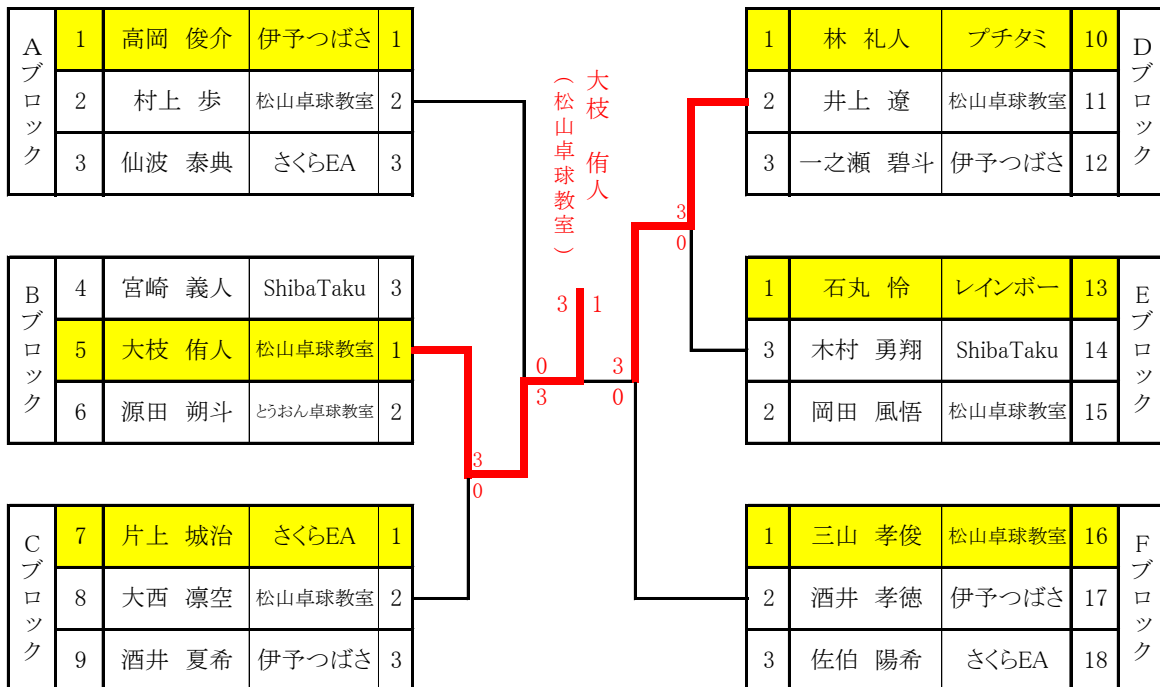 Aブロック
1 高岡 俊介 伊予つばさ 1
2 村上 歩 松山卓球教室 2
3 仙波 泰典 さくらEA 3
Bブロック
4 宮崎 義人 ShibaTaku 3
5 大枝 侑人 松山卓球教室 1
6 源田 朔斗 とうおん卓球教室 2
Cブロック
7 片上 城治 さくらEA 1
8 大西 凛空 松山卓球教室 2
9 酒井 夏希 伊予つばさ 3
大枝 侑人
（松山卓球教室）
3 1
0
3
3
0
3
0
3
0
Dブロック
1 林 礼人 プチタミ 10
2 井上 遼 松山卓球教室 11
3 一之瀬 碧斗 伊予つばさ 12
Eブロック
1 石丸 怜 レインボー 13
3 木村 勇翔 ShibaTaku 14
2 岡田 風悟 松山卓球教室 15
Fブロック
1 三山 孝俊 松山卓球教室 16
2 酒井 孝徳 伊予つばさ 17
3 佐伯 陽希 さくらEA 18